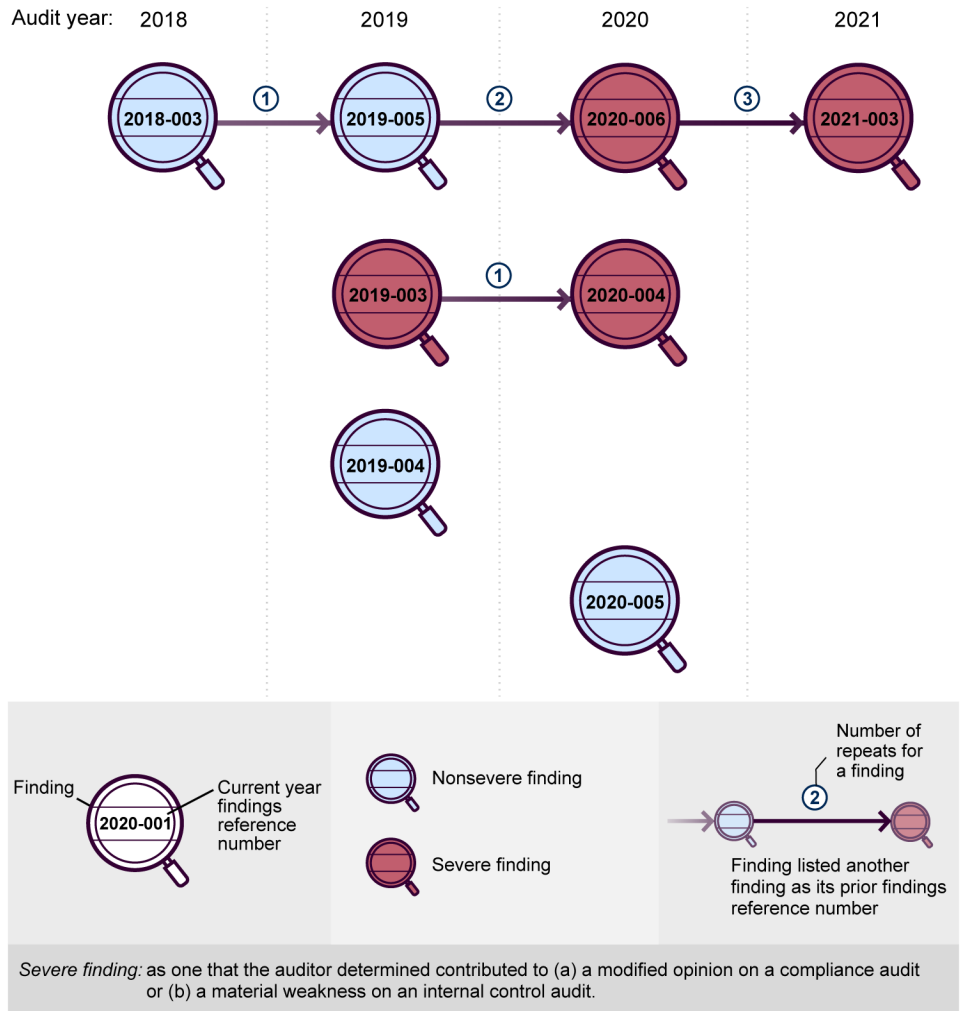 Audit year: 2018 2019 2020 2021
1 2 3
2018-003 2019-005 2020-006 2021-003
1
2019-003 2020-004
2019-004
2020-005
Finding
2020-001
Current year
findings
reference
number
Nonsevere finding
Severe finding
Number of
repeats for
a finding
2
Finding listed another
finding as its prior findings
reference number
Severe finding: as one that the auditor determined contributed to (a) a modified opinion on a compliance audit
or (b) a material weakness on an internal control audit.